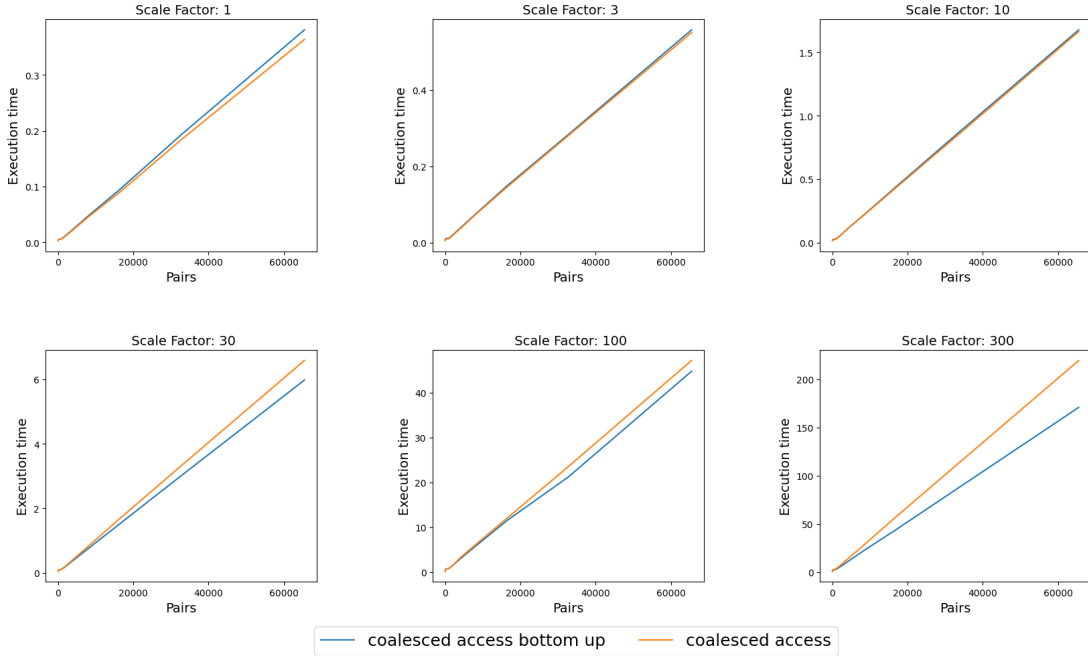 Scale Factor: 1
Execution time
0.3
0.2
0.1
0.0
0
20000
40000
60000
Pairs
Scale Factor: 3
Execution time
0.4
0.2
0.0
0
20000
40000
60000
Pairs
Scale Factor: 10
Execution time
1.5
1.0
0.5
0.0
0
20000
40000
60000
Pairs
Scale Factor: 30
Execution time
6
4
2
0
0
20000
40000
60000
Pairs
Scale Factor: 100
Execution time
40
30
20
10
0
0
20000
40000
60000
Pairs
Scale Factor: 300
Execution time
200
150
100
50
0
0
20000
40000
60000
Pairs
coalesced access bottom up
coalesced access